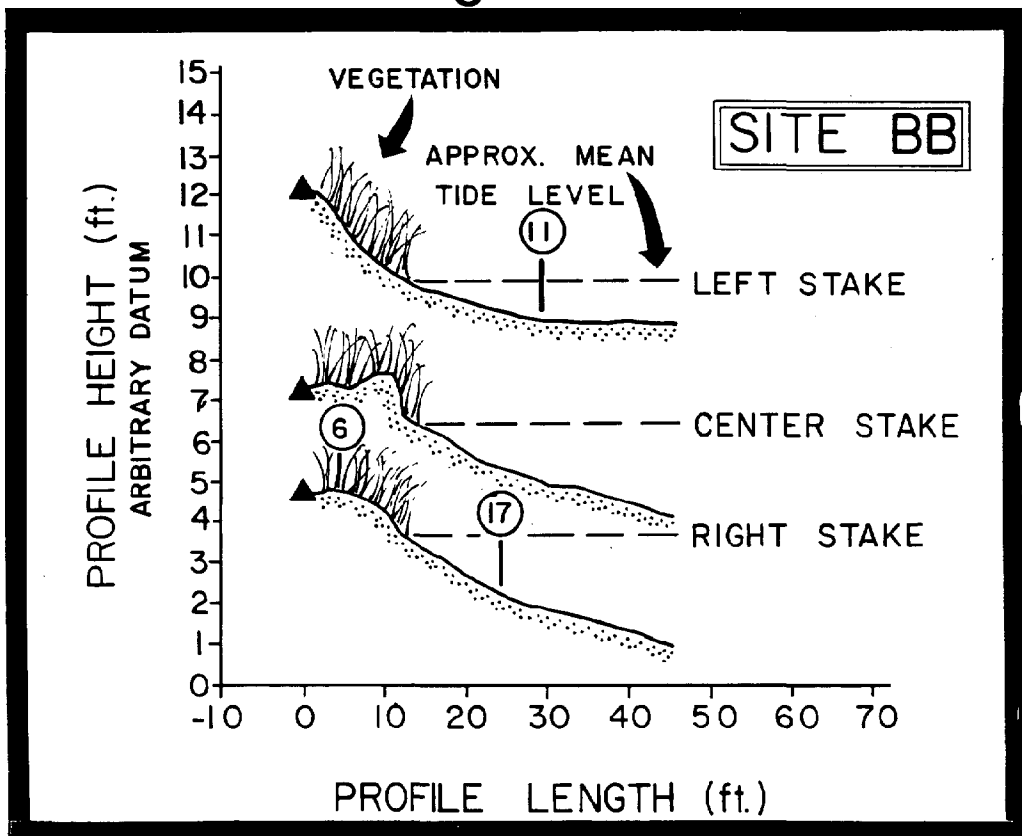 VEGETATION
APPROX. MEAN
TIDE LEVEL
SITE BB
PROFILE HEIGHT (ft.)
ARBITRARY DATUM
15
14
13
12
11
10
9
8
7
6
5
4
3
2
1
0
11
6
17
LEFT STAKE
CENTER STAKE
RIGHT STAKE
-10 0 10 20 30 40 50 60 70
PROFILE LENGTH (ft.)